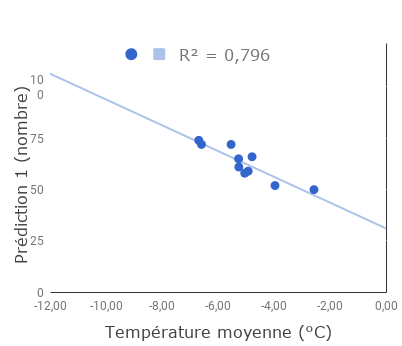 R² = 0,796
Prédiction 1 (nombre)
10
0
75
50
25
0
-12,00 -10,00 -8,00 -6,00 -4,00 -2,00 0,00
Température moyenne (°C)